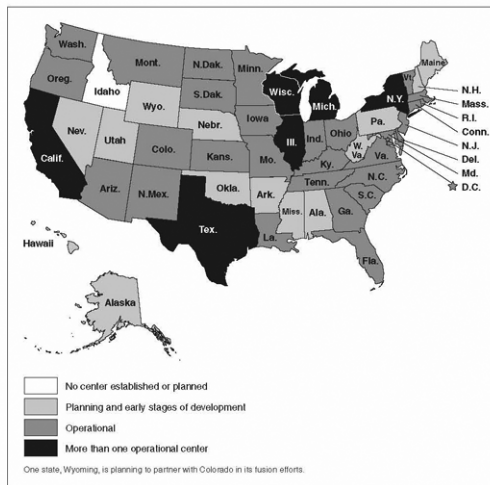 Wash.
Oreg.
Idaho
Mont.
N.Dak.
S.Dak.
Minn.
Wisc.
Mich.
N.Y.
Vt.
Maine
N.H.
Mass.
R.I.
Conn.
N.J.
Del.
Md.
D.C.
Calif.
Nev.
Utah
Wyo.
Nebr.
Iowa
Ill.
Ind.
Ohio
Pa.
W.
Va.
Va.
Colo.
Kans.
Mo.
Ky.
Tenn.
N.C.
S.C.
Ariz.
N.Mex.
Okla.
Ark.
Tex.
La.
Miss.
Ala.
Ga.
Fla.
Hawaii
Alaska
No center established or planned
Planning and early stages of development
Operational
More than one operational center
One state, Wyoming, is planning to partner with Colorado in its fusion efforts.